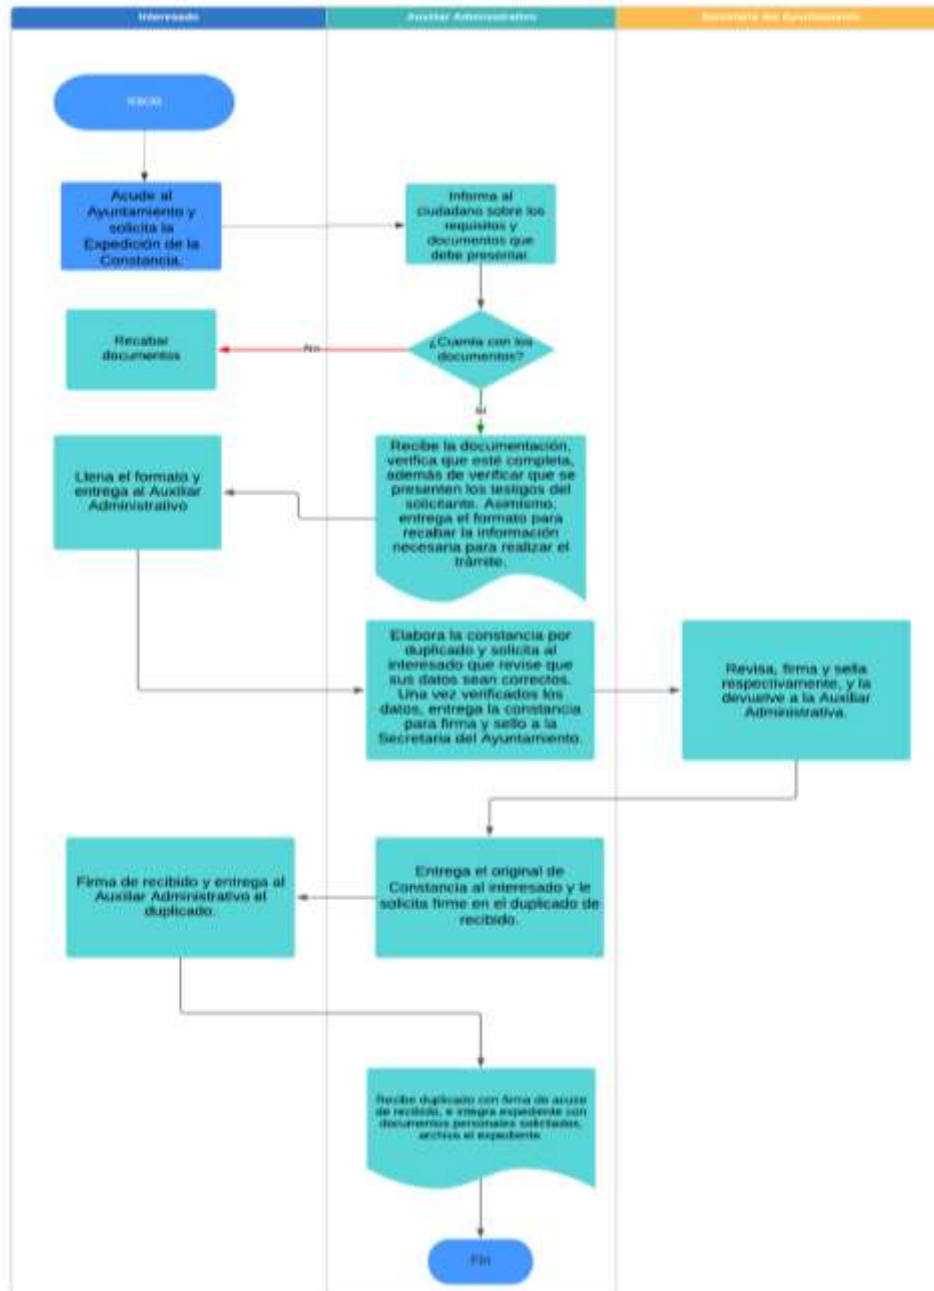 Interesado
Auxiliar Administrativo
Secretaria del Ayuntamiento
Inicio
Acude al
Ayuntamiento y
solicita la
Expedición de la
Constancia.
Informa al
ciudadano sobre los
requisitos y
documentos que
debe presentar.
¿Cuenta con los
documentos?
No
Recabar
documentos
si
Recibe la documentación,
verifica que esté completa,
además de verificar que se
presenten los testigos del
solicitante. Asimismo,
entrega el formato para
recabar la información
necesaria para realizar el
trámite.
Llena el formato y
entrega al Auxiliar
Administrativo
Elabora la constancia por
duplicado y solicita al
interesado que revise que
sus datos sean correctos.
Una vez verificados los
datos, entrega la constancia
para firma y sello a la
Secretaria del Ayuntamiento.
Revisa, firma y sella
respectivamente, y la
devuelve a la Auxiliar
Administrativa.
Entrega el original de
Constancia al interesado y le
solicita firme en el duplicado de
recibido.
Firma de recibido y entrega al
Auxiliar Administrativo el
duplicado.
Recibe duplicado con firma de acuse
de recibido, e integra expediente con
documentos personales solicitados,
archiva el expediente
Fin